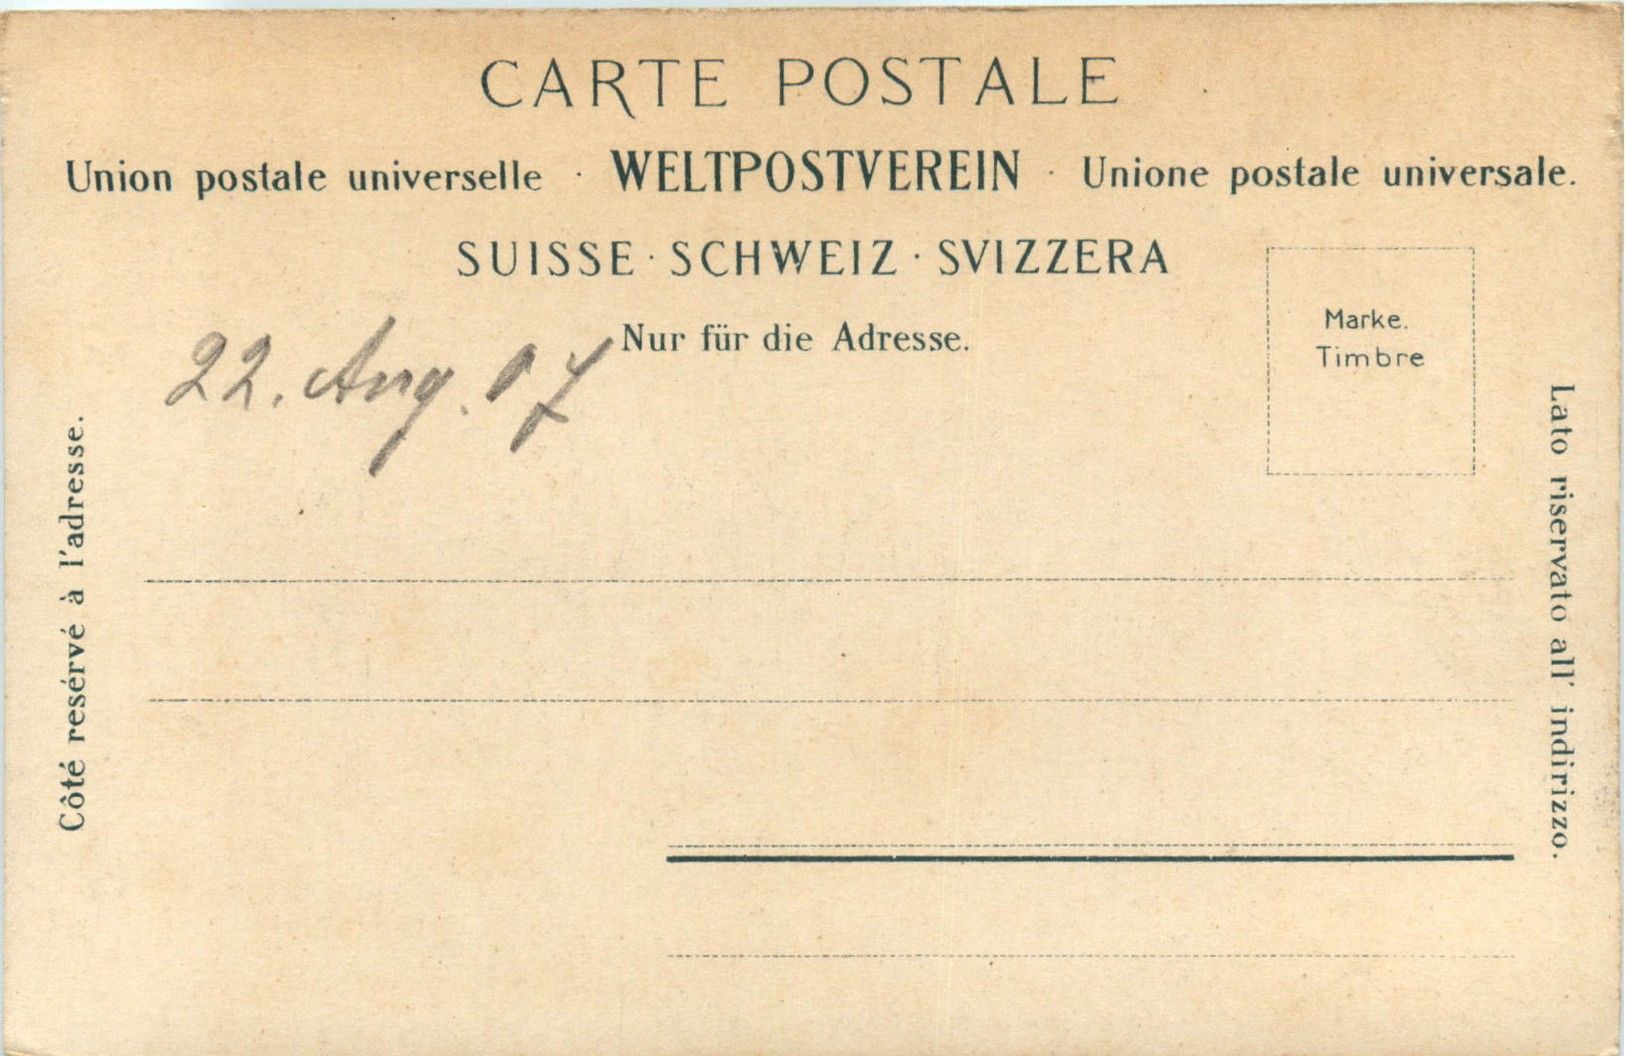 CARTE POSTALE
Union postale universelle · WELTPOSTVEREIN · Unione postale universale.
SUISSE · SCHWEIZ · SVIZZERA
Nur für die Adresse.
Marke.
Timbre
22. Aug. 07
Côté resérvé à l'adresse.
Lato riservato all' indirizzo.